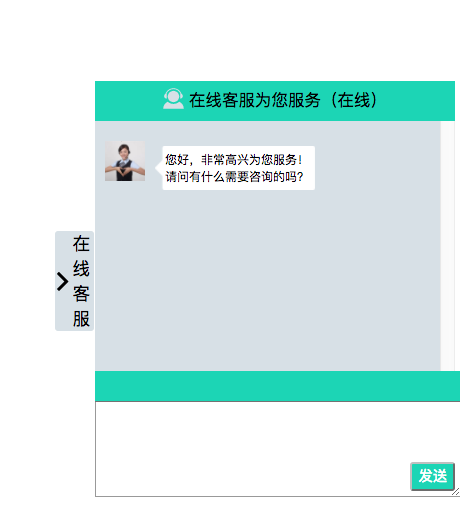 在线客服为您服务（在线）
您好，非常高兴为您服务！
请问有什么需要咨询的吗？
在
线
客
服
发送